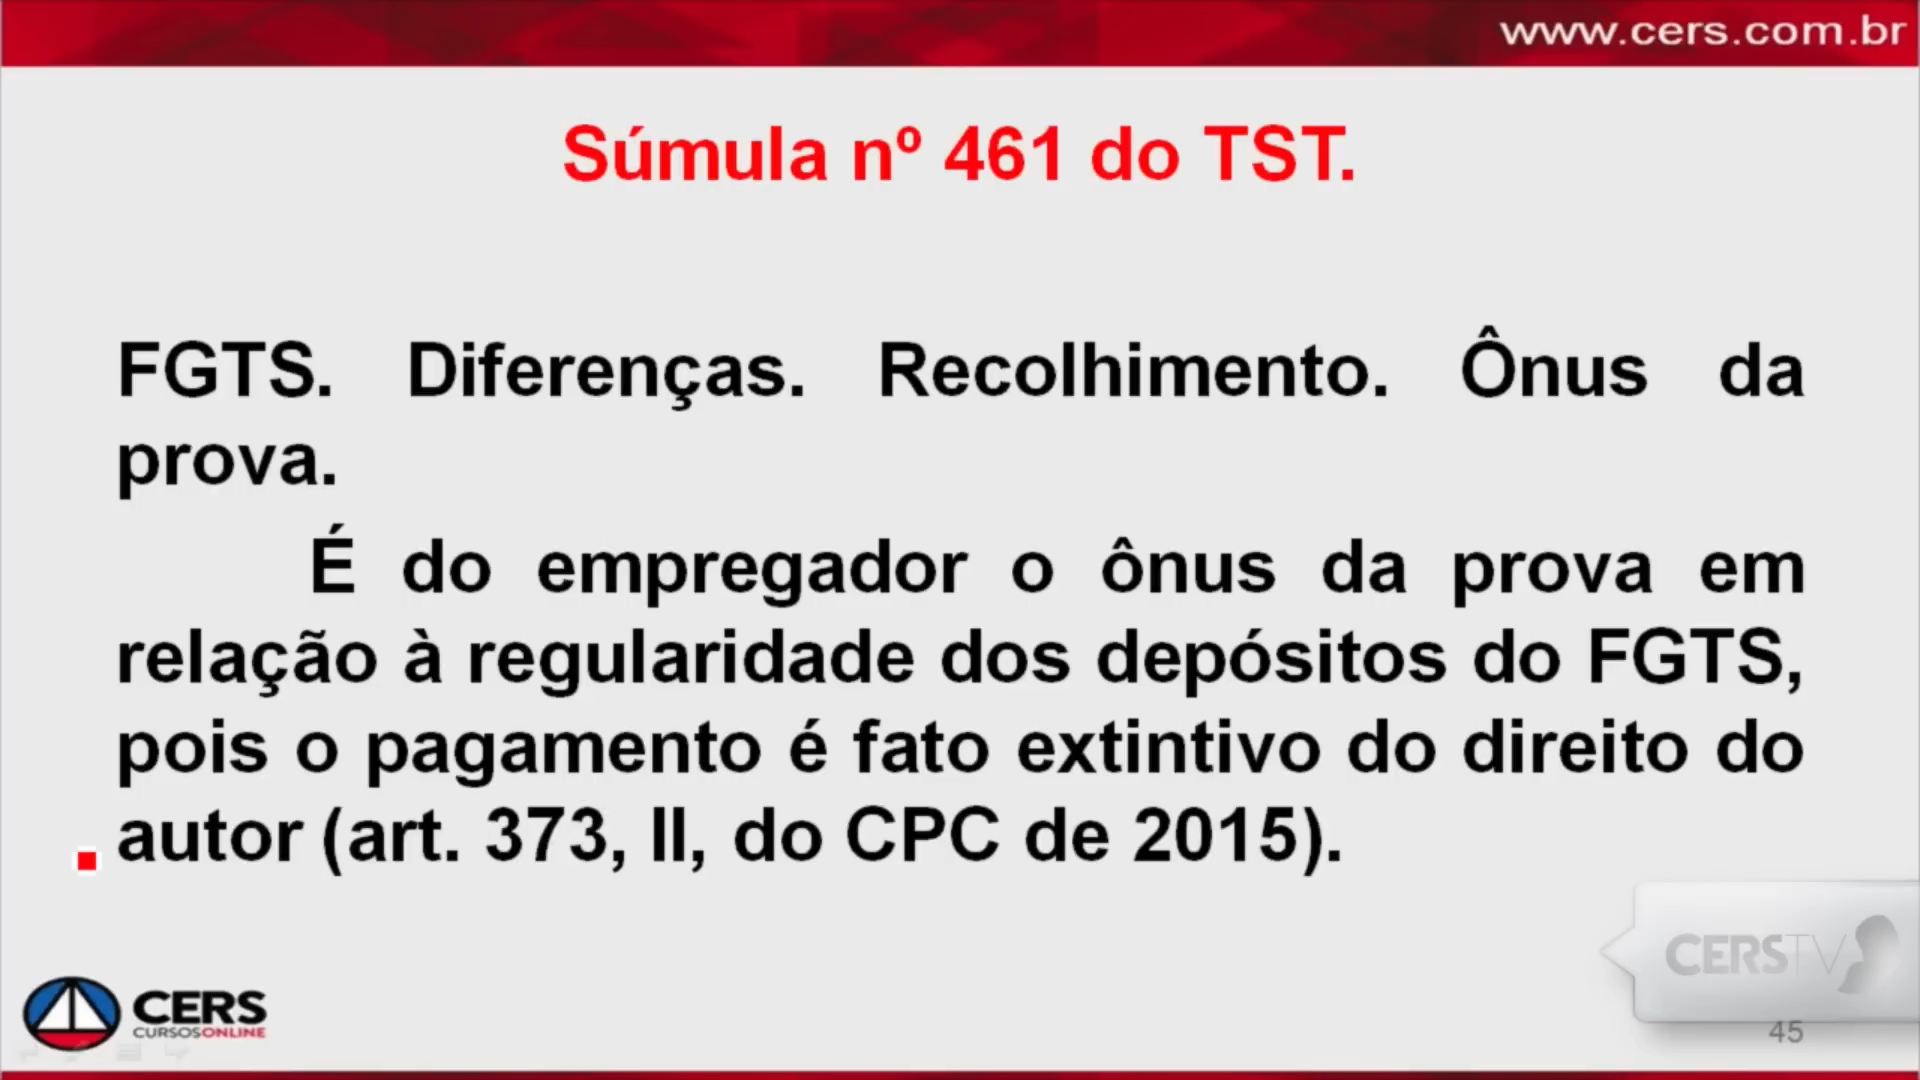 www.cers.com.br
Súmula nº 461 do TST.
FGTS. Diferenças. Recolhimento. Ônus da
prova.
É do empregador o ônus da prova em
relação à regularidade dos depósitos do FGTS,
pois o pagamento é fato extintivo do direito do
autor (art. 373, II, do CPC de 2015).
CERSTV
CERS
CURSOSONLINE
45